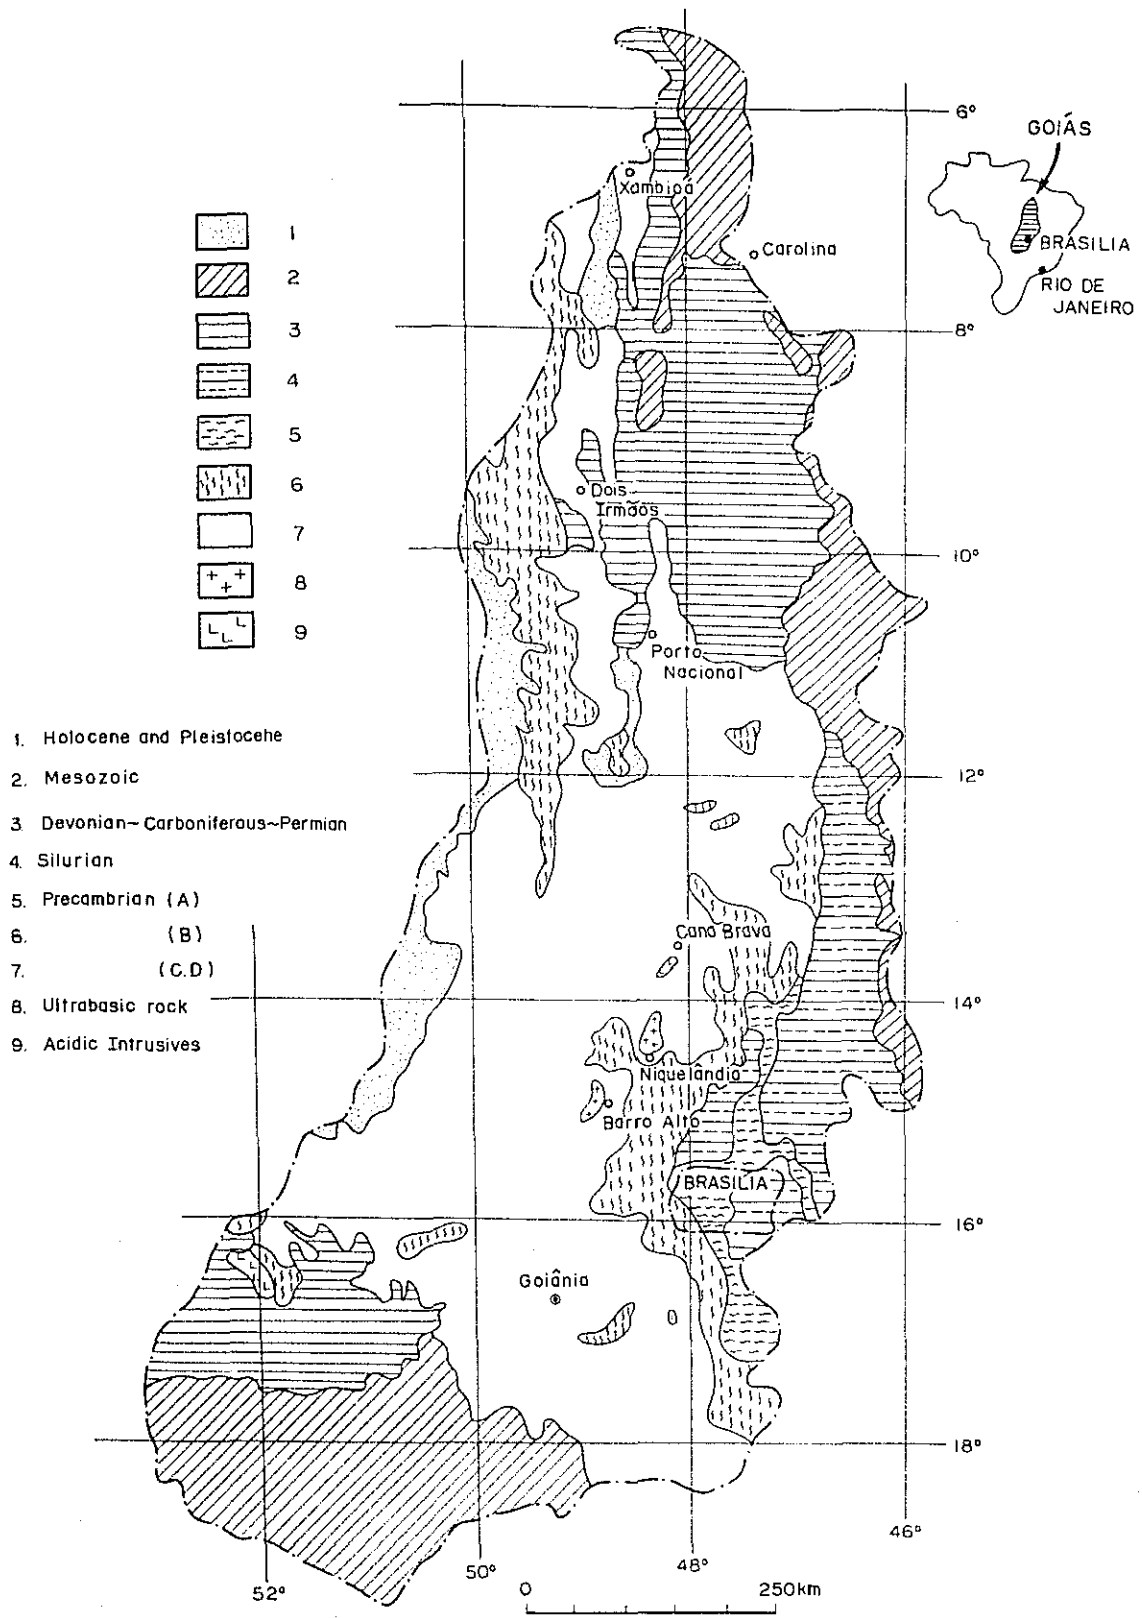 6°
GOIÁS
Xambioá
Carolina
BRASILIA
RIO DE
JANEIRO
1
2
3
4
5
6
7
8
9
8°
Dois
Irmãos
10°
Porto
Nacional
1. Holocene and Pleistocehe
2. Mesozoic
3 Devonian~Carboniferous~Permian
4. Silurian
5. Precambrian (A)
6. (B)
7. (C.D)
8. Ultrabasic rock
9. Acidic Intrusives
12°
Cana Brava
14°
Niquelândia
Barro Alto
BRASILIA
16°
Goiânia
18°
46°
48°
50°
52°
0 250km